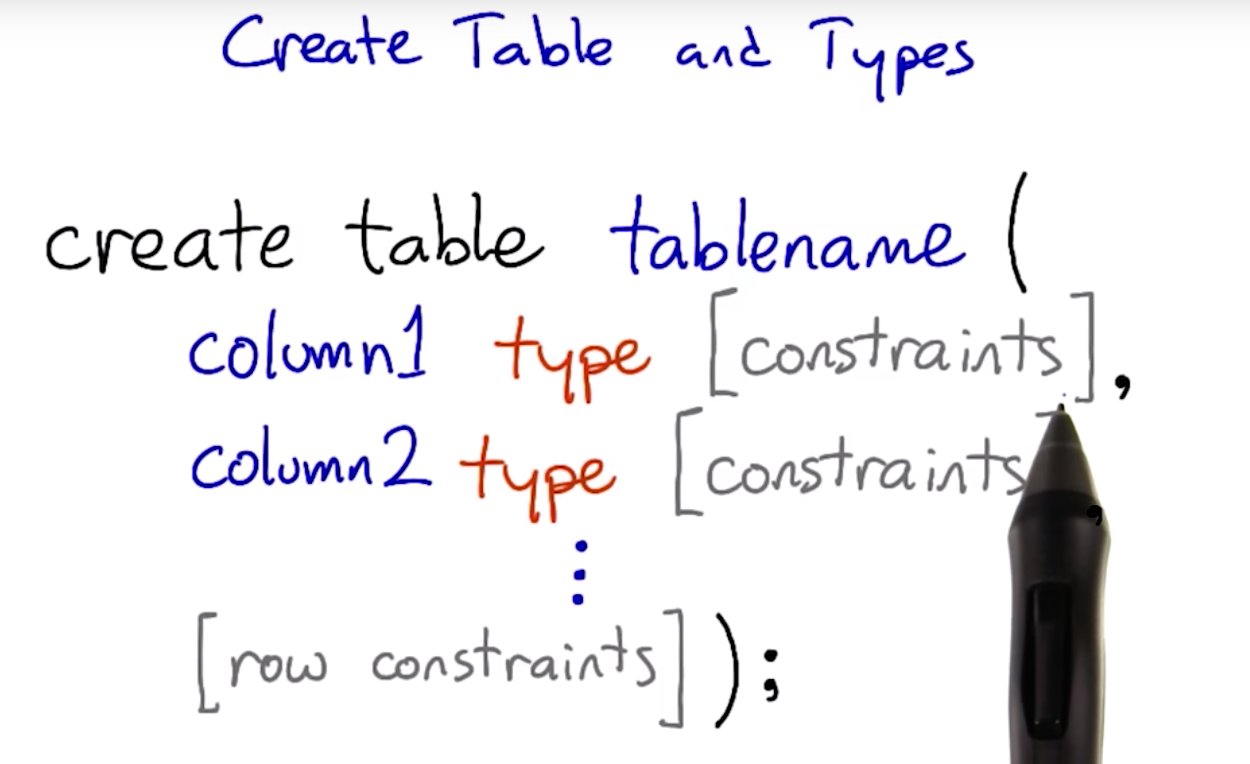 Create Table and Types
create table tablename (
column1 type [constraints],
column2 type [constraints ,
⋮
[row constraints]);